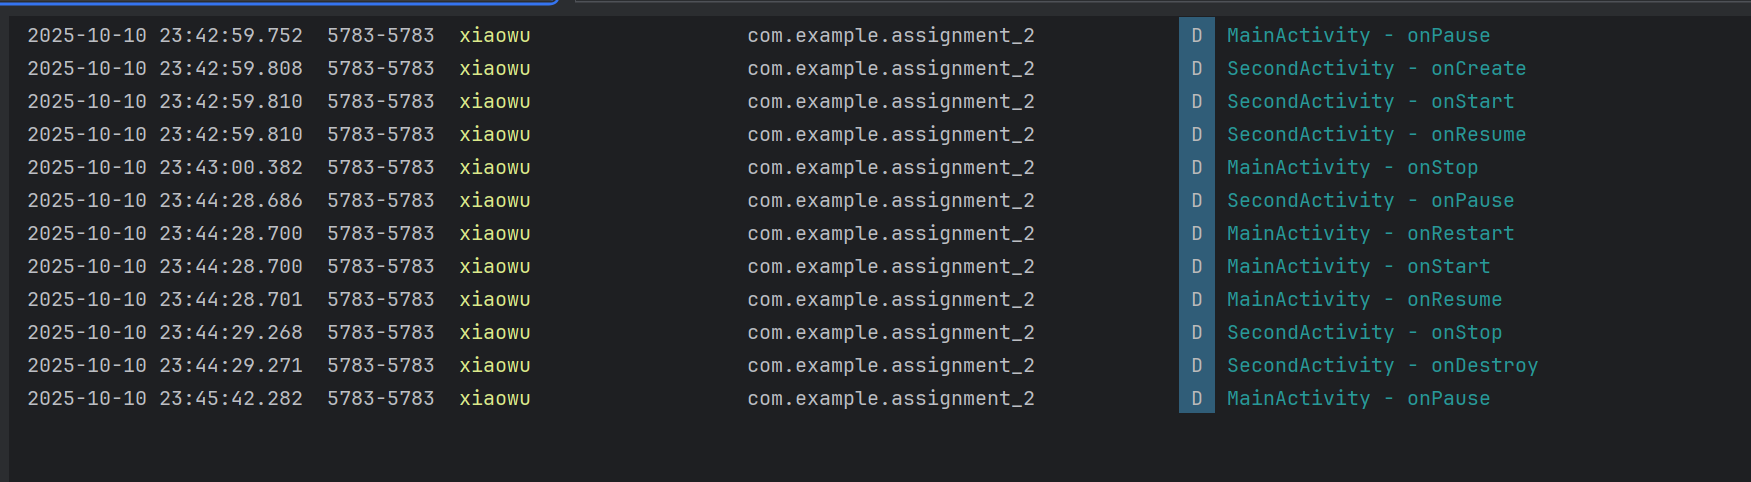 2025-10-10 23:42:59.752 5783-5783 xiaowu com.example.assignment_2 D MainActivity - onPause
2025-10-10 23:42:59.808 5783-5783 xiaowu com.example.assignment_2 D SecondActivity - onCreate
2025-10-10 23:42:59.810 5783-5783 xiaowu com.example.assignment_2 D SecondActivity - onStart
2025-10-10 23:42:59.810 5783-5783 xiaowu com.example.assignment_2 D SecondActivity - onResume
2025-10-10 23:43:00.382 5783-5783 xiaowu com.example.assignment_2 D MainActivity - onStop
2025-10-10 23:44:28.686 5783-5783 xiaowu com.example.assignment_2 D SecondActivity - onPause
2025-10-10 23:44:28.700 5783-5783 xiaowu com.example.assignment_2 D MainActivity - onRestart
2025-10-10 23:44:28.700 5783-5783 xiaowu com.example.assignment_2 D MainActivity - onStart
2025-10-10 23:44:28.701 5783-5783 xiaowu com.example.assignment_2 D MainActivity - onResume
2025-10-10 23:44:29.268 5783-5783 xiaowu com.example.assignment_2 D SecondActivity - onStop
2025-10-10 23:44:29.271 5783-5783 xiaowu com.example.assignment_2 D SecondActivity - onDestroy
2025-10-10 23:45:42.282 5783-5783 xiaowu com.example.assignment_2 D MainActivity - onPause